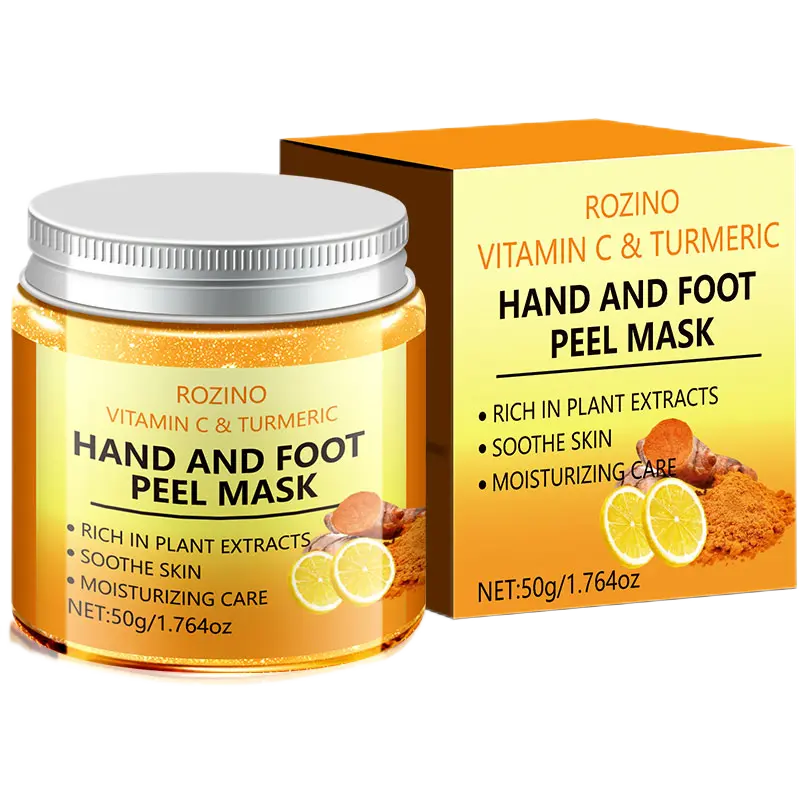 ROZINO
VITAMIN C & TURMERIC
HAND AND FOOT
PEEL MASK
• RICH IN PLANT EXTRACTS
• SOOTHE SKIN
• MOISTURIZING CARE
NET:50g/1.764oz
ROZINO
VITAMIN C & TURMERIC
HAND AND FOOT
PEEL MASK
• RICH IN PLANT EXTRACTS
• SOOTHE SKIN
• MOISTURIZING CARE
NET:50g/1.764oz